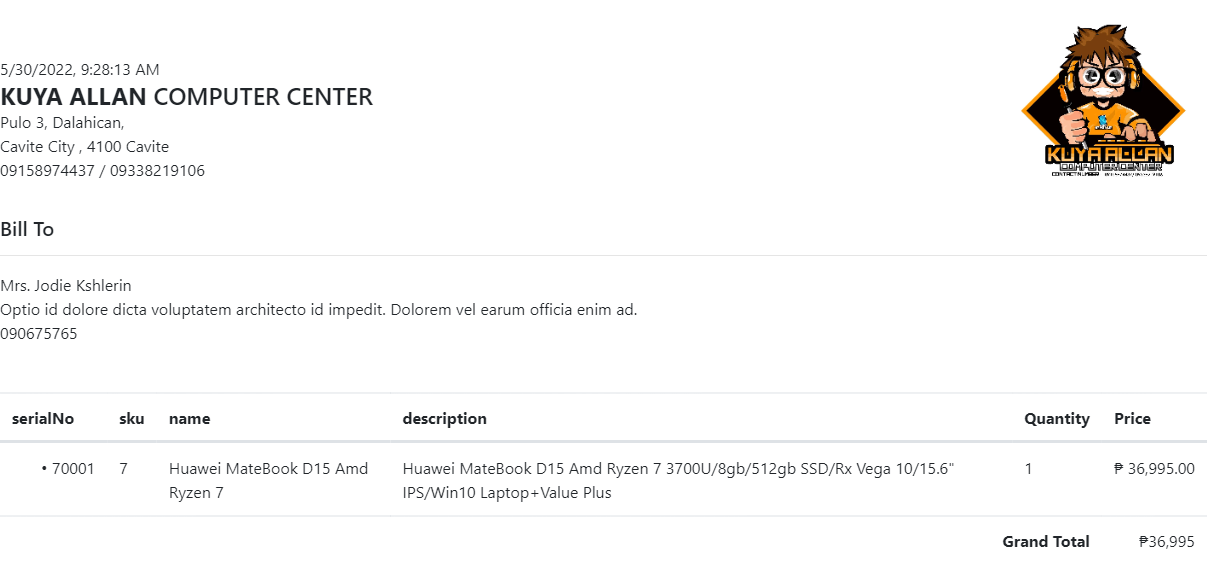 5/30/2022, 9:28:13 AM
KUYA ALLAN COMPUTER CENTER
Pulo 3, Dalahican,
Cavite City , 4100 Cavite
09158974437 / 09338219106
KUYA ALLAN
COMPUTER CENTER
CONTACT NUMBER
Bill To
Mrs. Jodie Kshlerin
Optio id dolore dicta voluptatem architecto id impedit. Dolorem vel earum officia enim ad.
090675765
serialNo sku name description Quantity Price
• 70001 7 Huawei MateBook D15 Amd Huawei MateBook D15 Amd Ryzen 7 3700U/8gb/512gb SSD/Rx Vega 10/15.6" 1 ₱ 36,995.00
Ryzen 7 IPS/Win10 Laptop+Value Plus
Grand Total ₱36,995